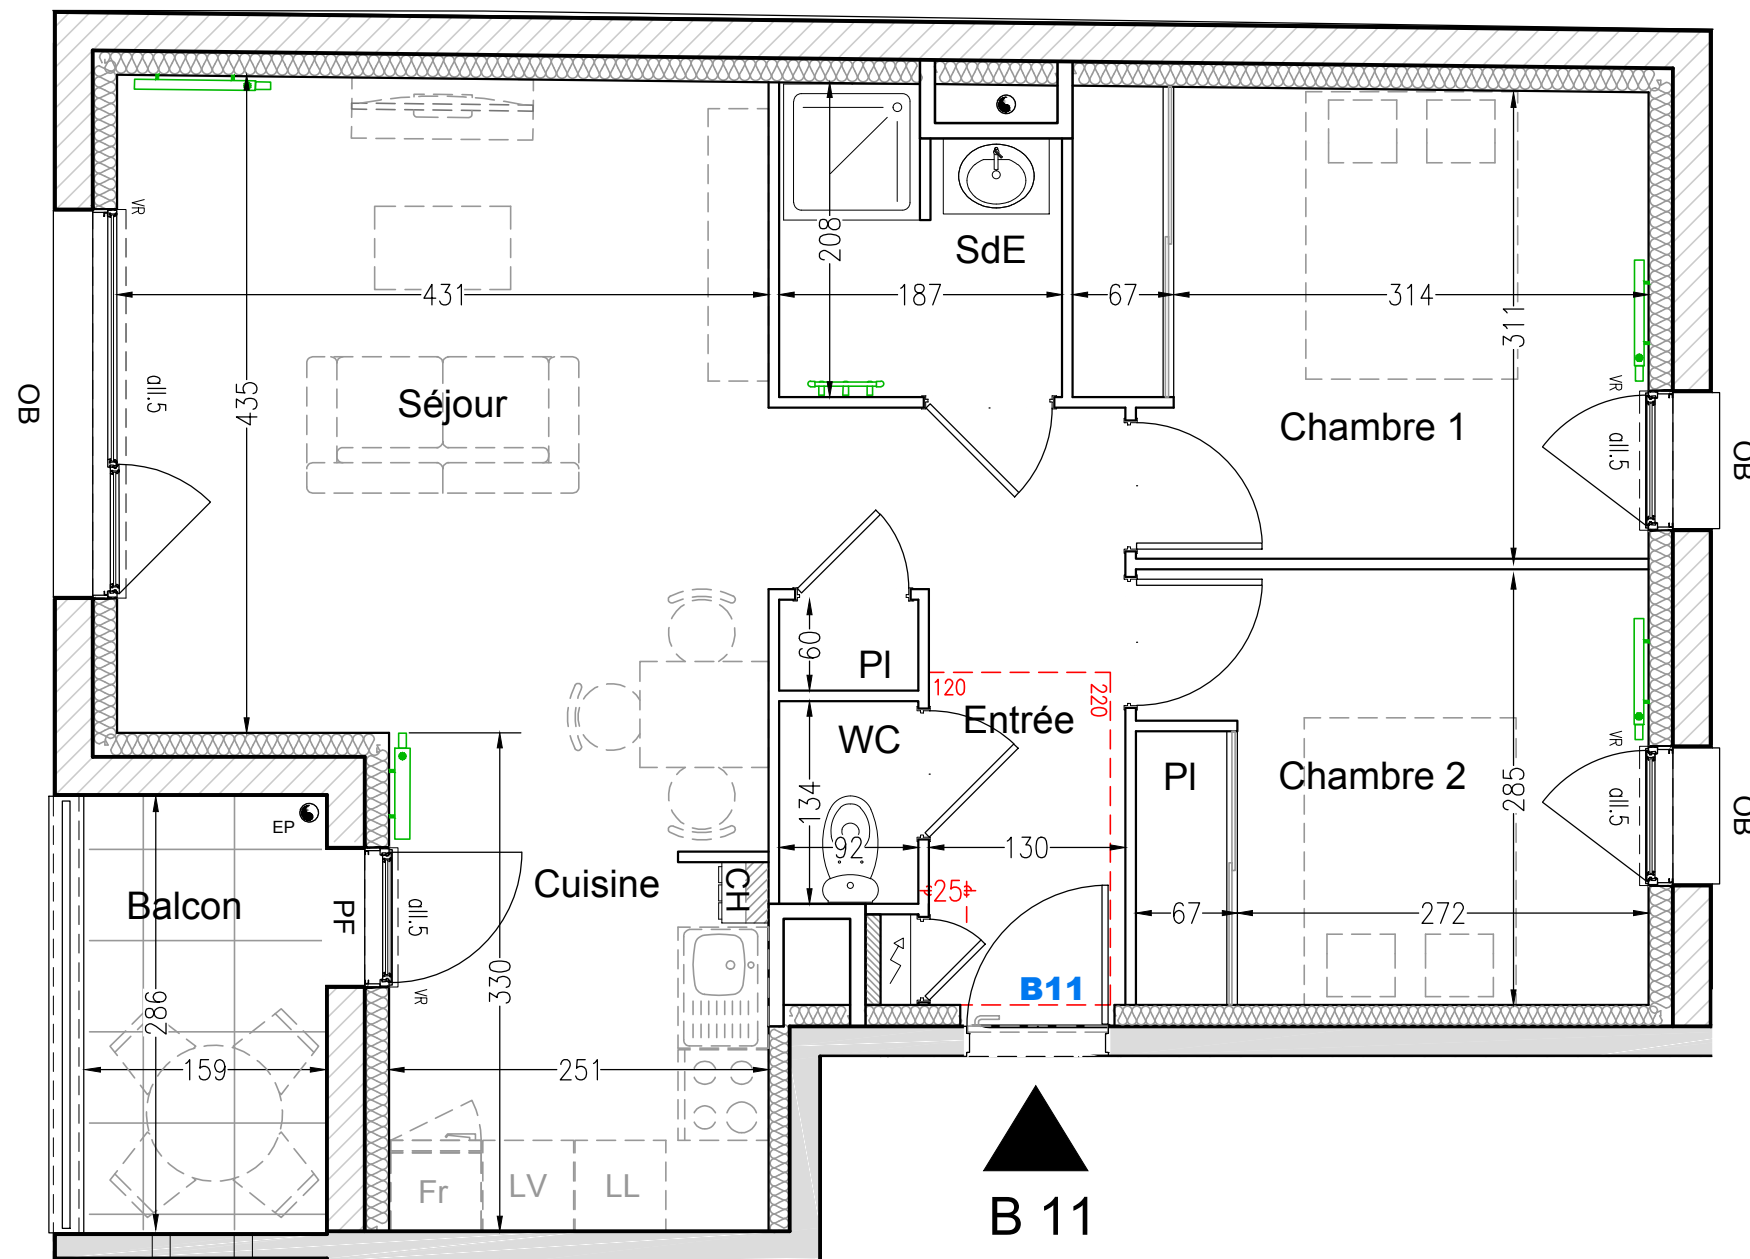 VR
208
SdE
431
187
67
314
311
OB
all.5
435
Séjour
Chambre 1
VR
all.5
OB
60
Pl
120
220
Entrée
WC
134
92
130
25
Pl
Chambre 2
285
VR
all.5
OB
67
272
EP
Balcon
PF
all.5
VR
Cuisine
CH
330
289
159
251
B11
Fr
LV
LL
B 11